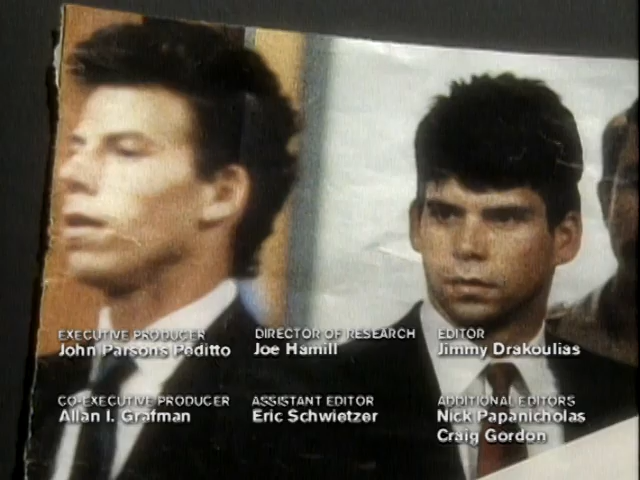 EXECUTIVE PRODUCER
John Parsons Peditto
DIRECTOR OF RESEARCH
Joe Hamill
EDITOR
Jimmy Drakoulias
CO-EXECUTIVE PRODUCER
Allan I. Grafman
ASSISTANT EDITOR
Eric Schwietzer
ADDITIONAL EDITORS
Nick Papanicholas
Craig Gordon